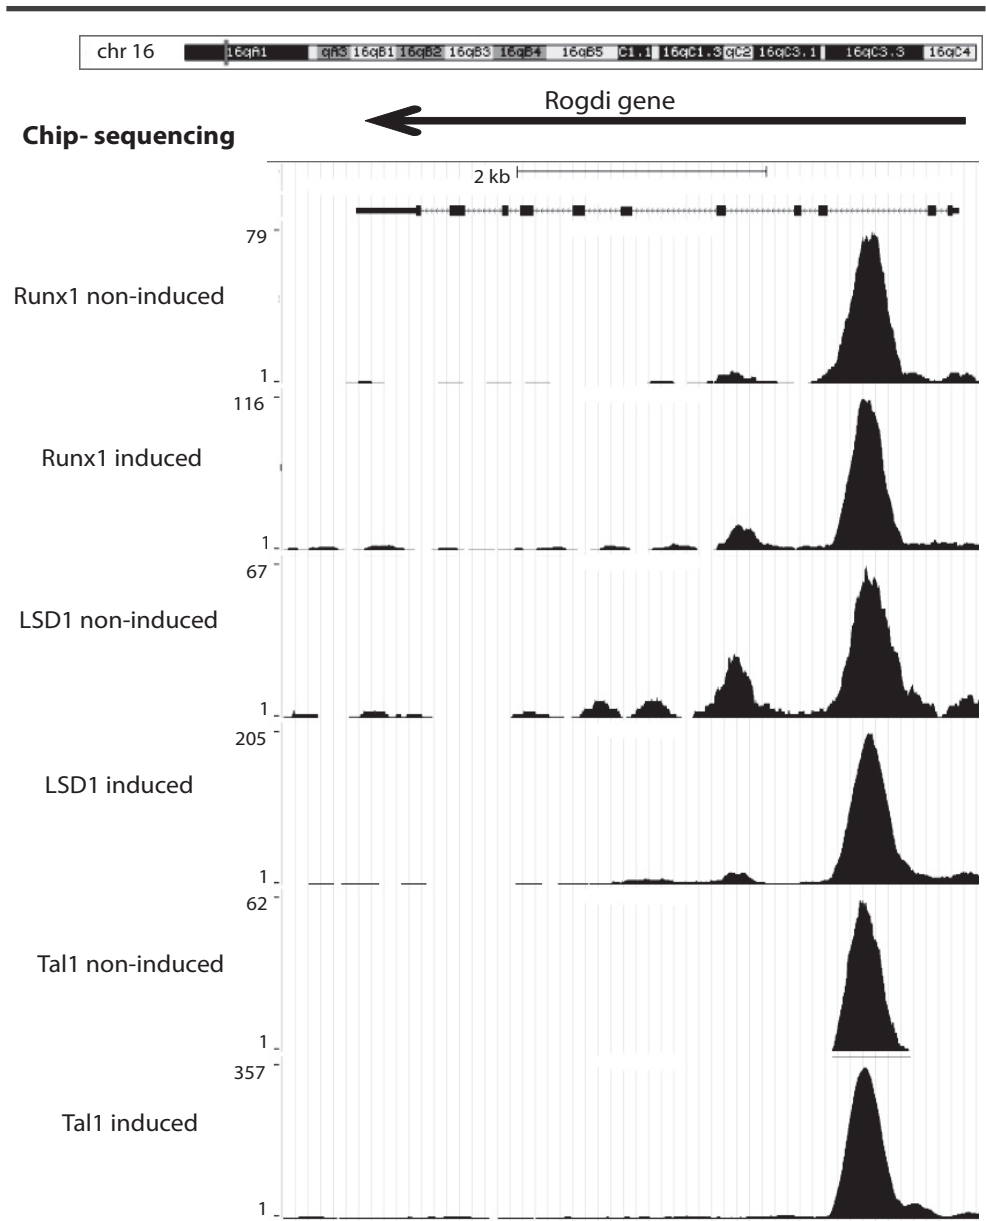 chr 16 16qA1 qA3 16qB1 16qB2 16qB3 16qB4 16qB5 C1.1 16qC1.3 qC2 16qC3.1 16qC3.3 16qC4
Rogdi gene
Chip- sequencing
2 kb
79
Runx1 non-induced
1
116
Runx1 induced
1
67
LSD1 non-induced
1
205
LSD1 induced
1
62
Tal1 non-induced
1
357
Tal1 induced
1